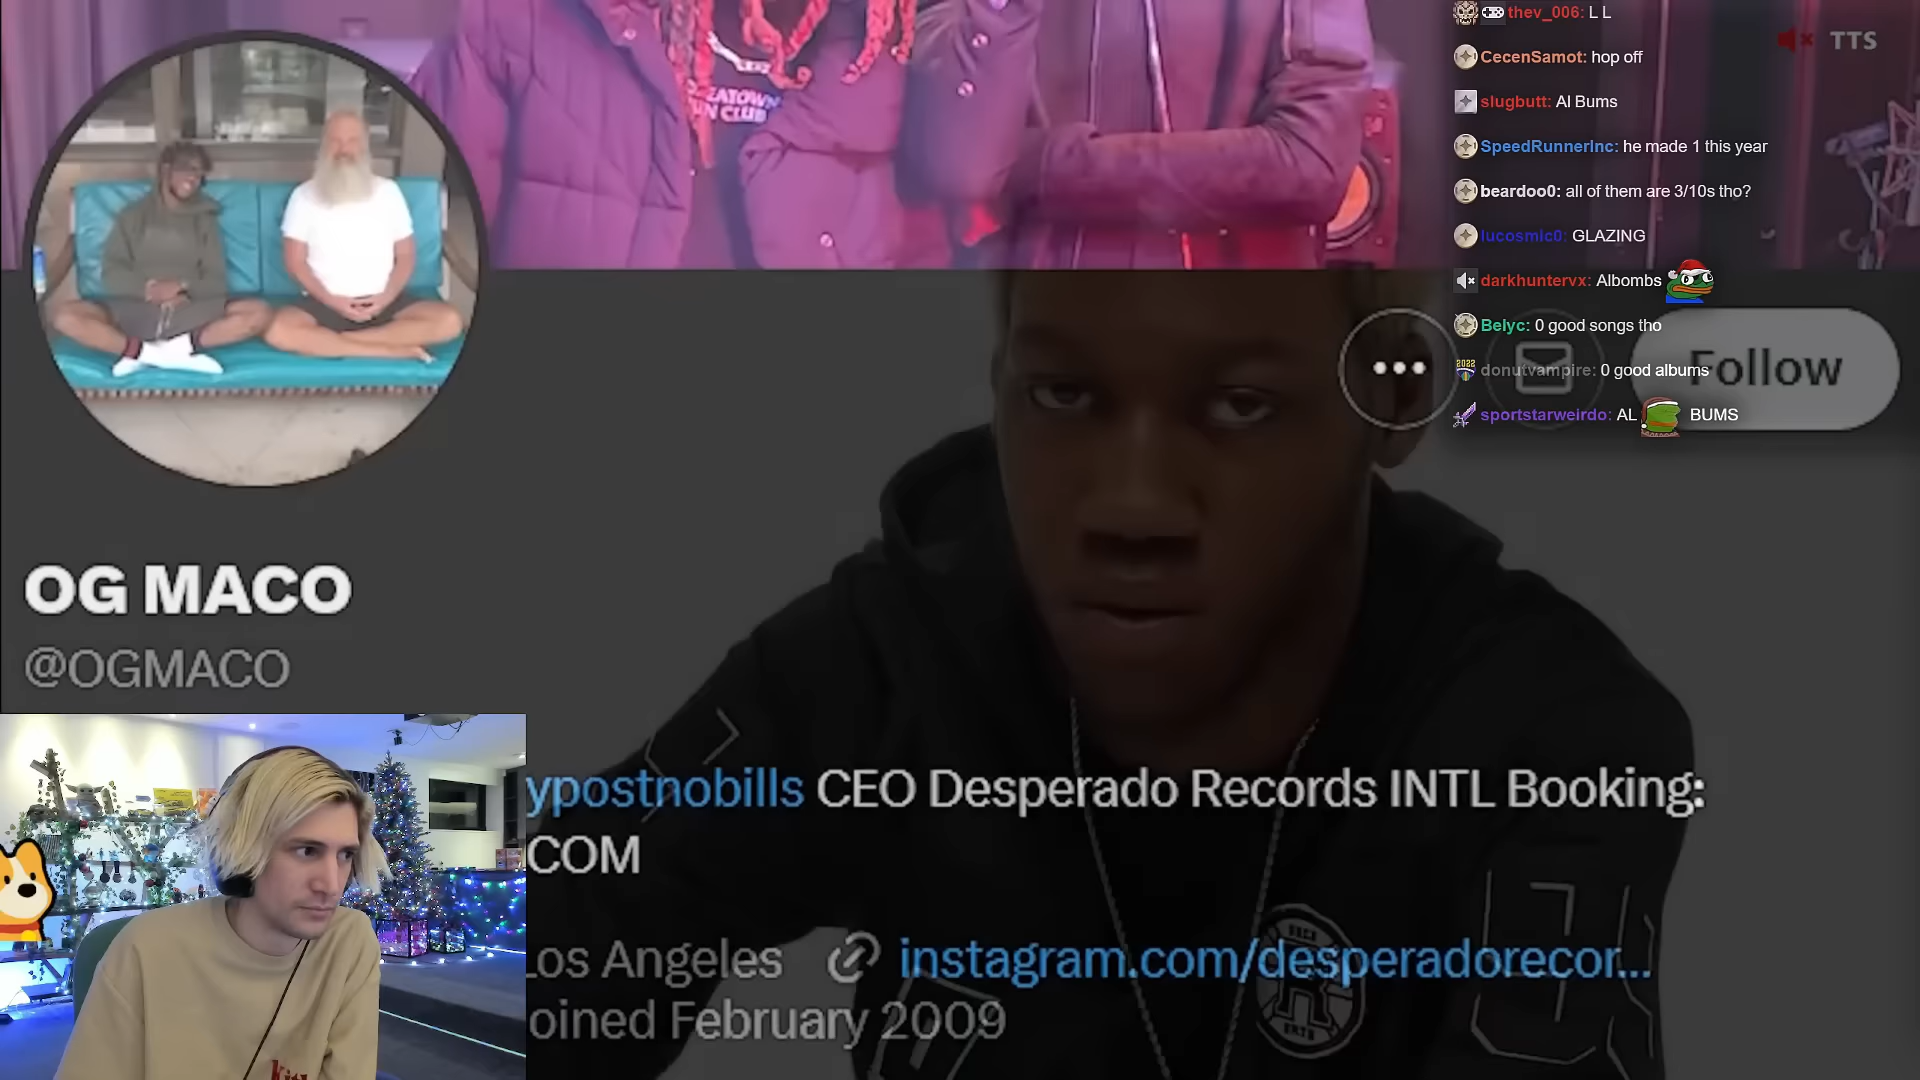 thev_006: L L
TTS
CecenSamot: hop off
slugbutt: Al Bums
SpeedRunnerInc: he made 1 this year
beardoo0: all of them are 3/10s tho?
lucosmic0: GLAZING
darkhuntervx: Albombs
Belyc: 0 good songs tho
donutvampire: 0 good albums
sportstarweirdo: AL BUMS
2022
Follow
OG MACO
@OGMACO
ypostnobills CEO Desperado Records INTL Booking:
COM
Los Angeles instagram.com/desperadorecor...
oined February 2009